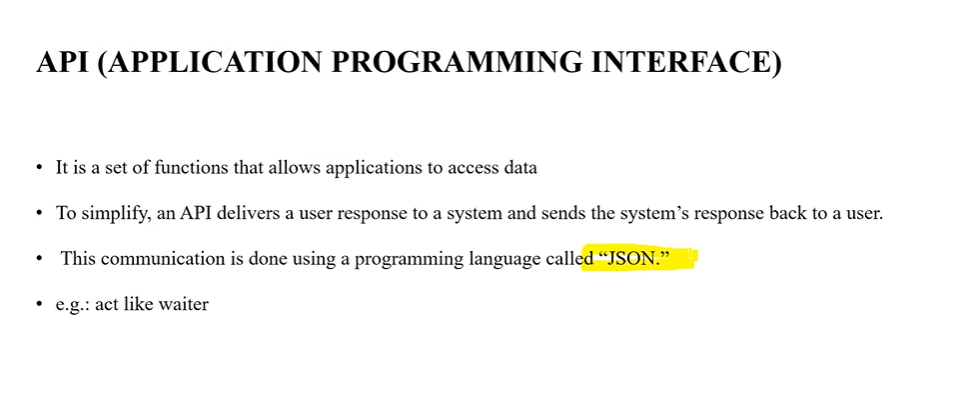 API (APPLICATION PROGRAMMING INTERFACE)
• It is a set of functions that allows applications to access data
• To simplify, an API delivers a user response to a system and sends the system’s response back to a user.
• This communication is done using a programming language called “JSON.”
• e.g.: act like waiter